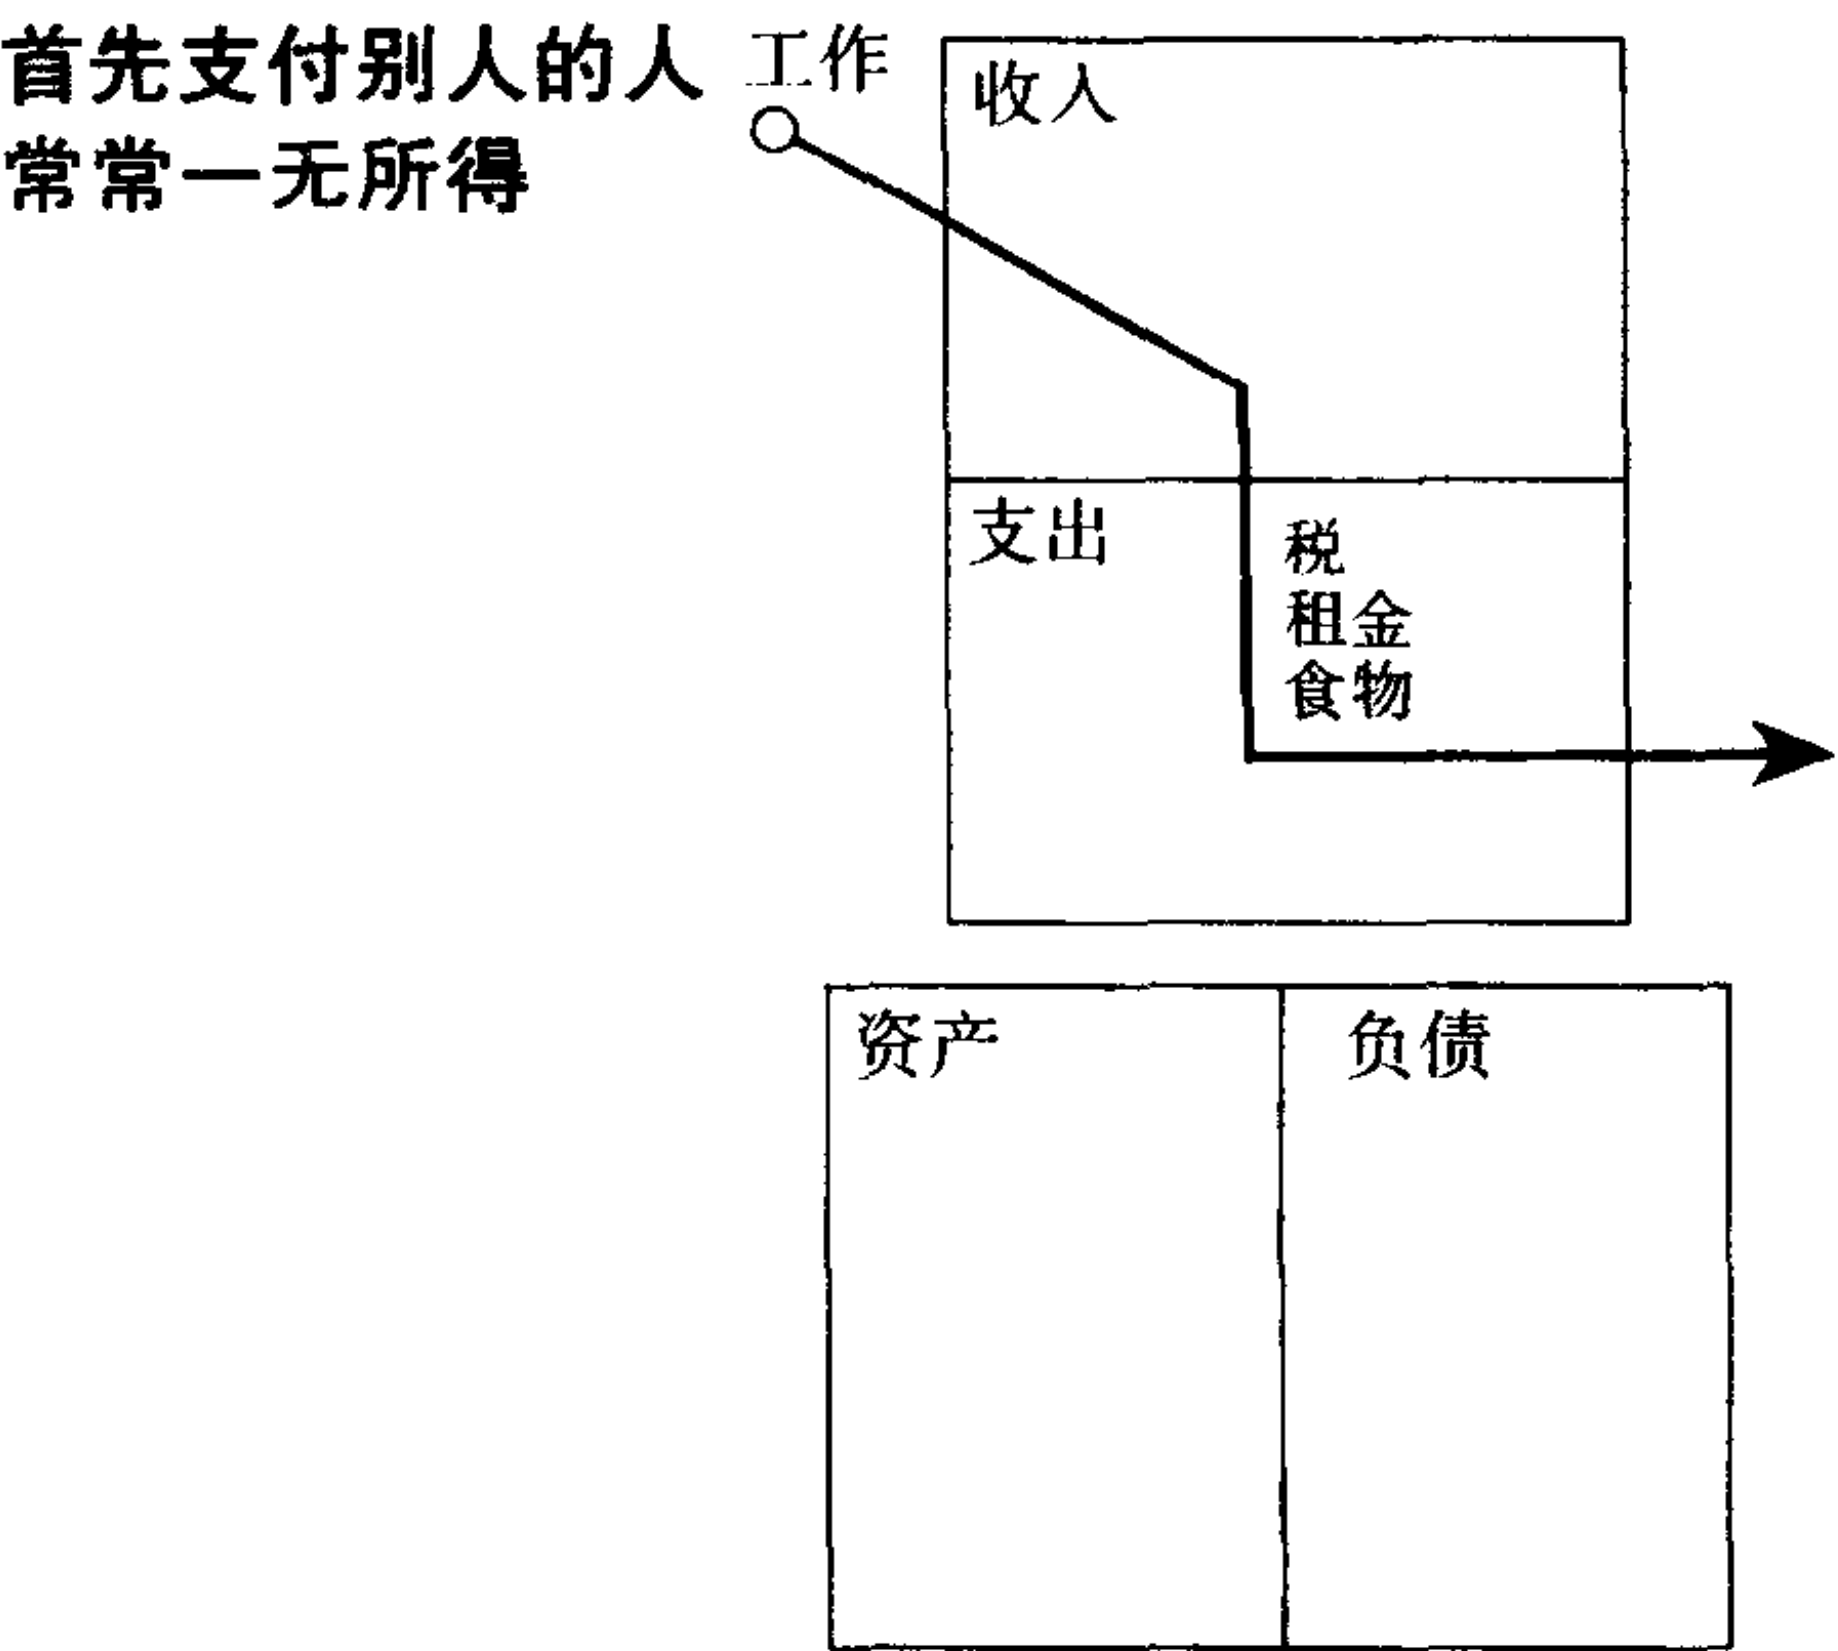 首先支付别人的人
常常一无所得
工作
收入
支出
税
租金
食物
资产
负债